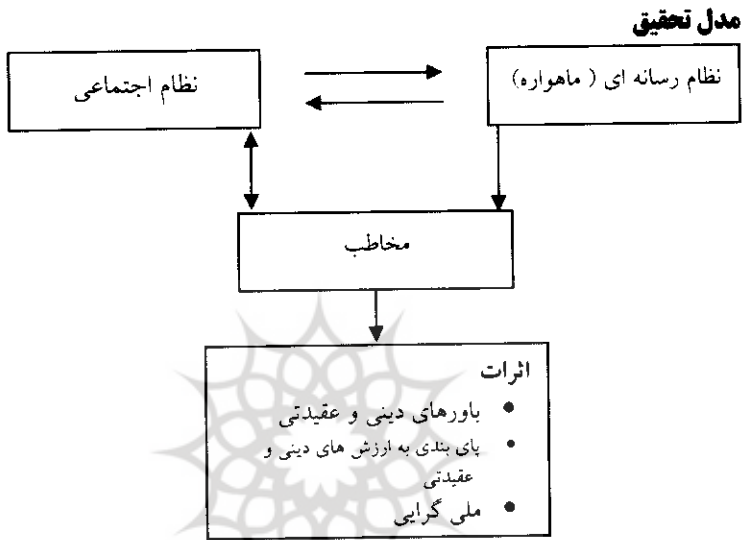 مدل تحقیق
نظام رسانه ای ( ماهواره)
نظام اجتماعی
مخاطب
اثرات
● باورهای دینی و عقیدتی
● پای بندی به ارزش های دینی و
عقیدتی
● ملی گرایی